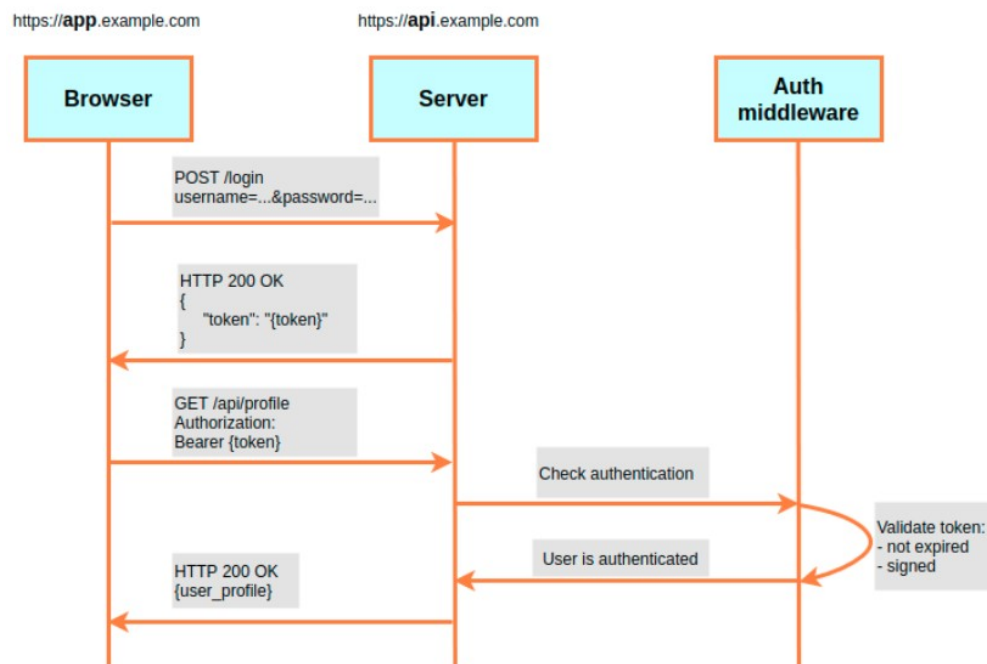 https://app.example.com
https://api.example.com
Browser
Server
Auth
middleware
POST /login
username=...&password=...
HTTP 200 OK
{
"token": "{token}"
}
GET /api/profile
Authorization:
Bearer {token}
Check authentication
Validate token:
- not expired
- signed
User is authenticated
HTTP 200 OK
{user_profile}